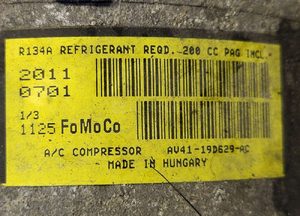 R134A REFRIGERANT REQD. 200 CC PAG INCL.
2011
0701
1/3
1125 FoMoCo
A/C COMPRESSOR AV41-19D629-AC
MADE IN HUNGARY